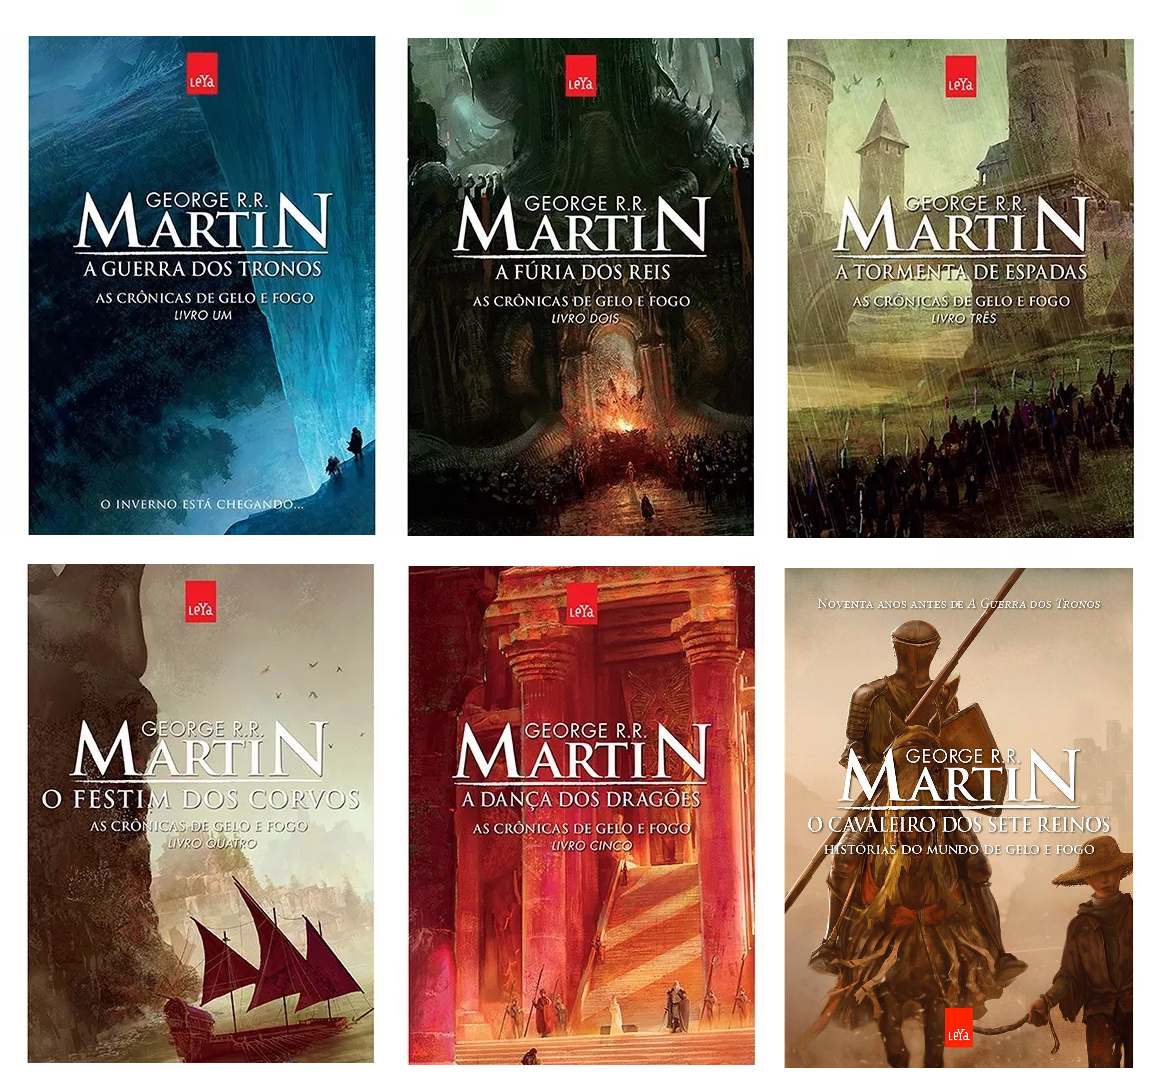 LeYa
GEORGE R.R.
MARTIN
A GUERRA DOS TRONOS
AS CRÔNICAS DE GELO E FOGO
LIVRO UM
O INVERNO ESTÁ CHEGANDO...
LeYa
GEORGE R.R.
MARTIN
A FÚRIA DOS REIS
AS CRÔNICAS DE GELO E FOGO
LIVRO DOIS
LeYa
GEORGE R.R.
MARTIN
A TORMENTA DE ESPADAS
AS CRÔNICAS DE GELO E FOGO
LIVRO TRÊS
LeYa
GEORGE R.R.
MARTIN
O FESTIM DOS CORVOS
AS CRÔNICAS DE GELO E FOGO
LIVRO QUATRO
LeYa
GEORGE R.R.
MARTIN
A DANÇA DOS DRAGÕES
AS CRÔNICAS DE GELO E FOGO
LIVRO CINCO
NOVENTA ANOS ANTES DE A GUERRA DOS TRONOS
GEORGE R.R.
MARTIN
O CAVALEIRO DOS SETE REINOS
HISTÓRIAS DO MUNDO DE GELO E FOGO
LeYa